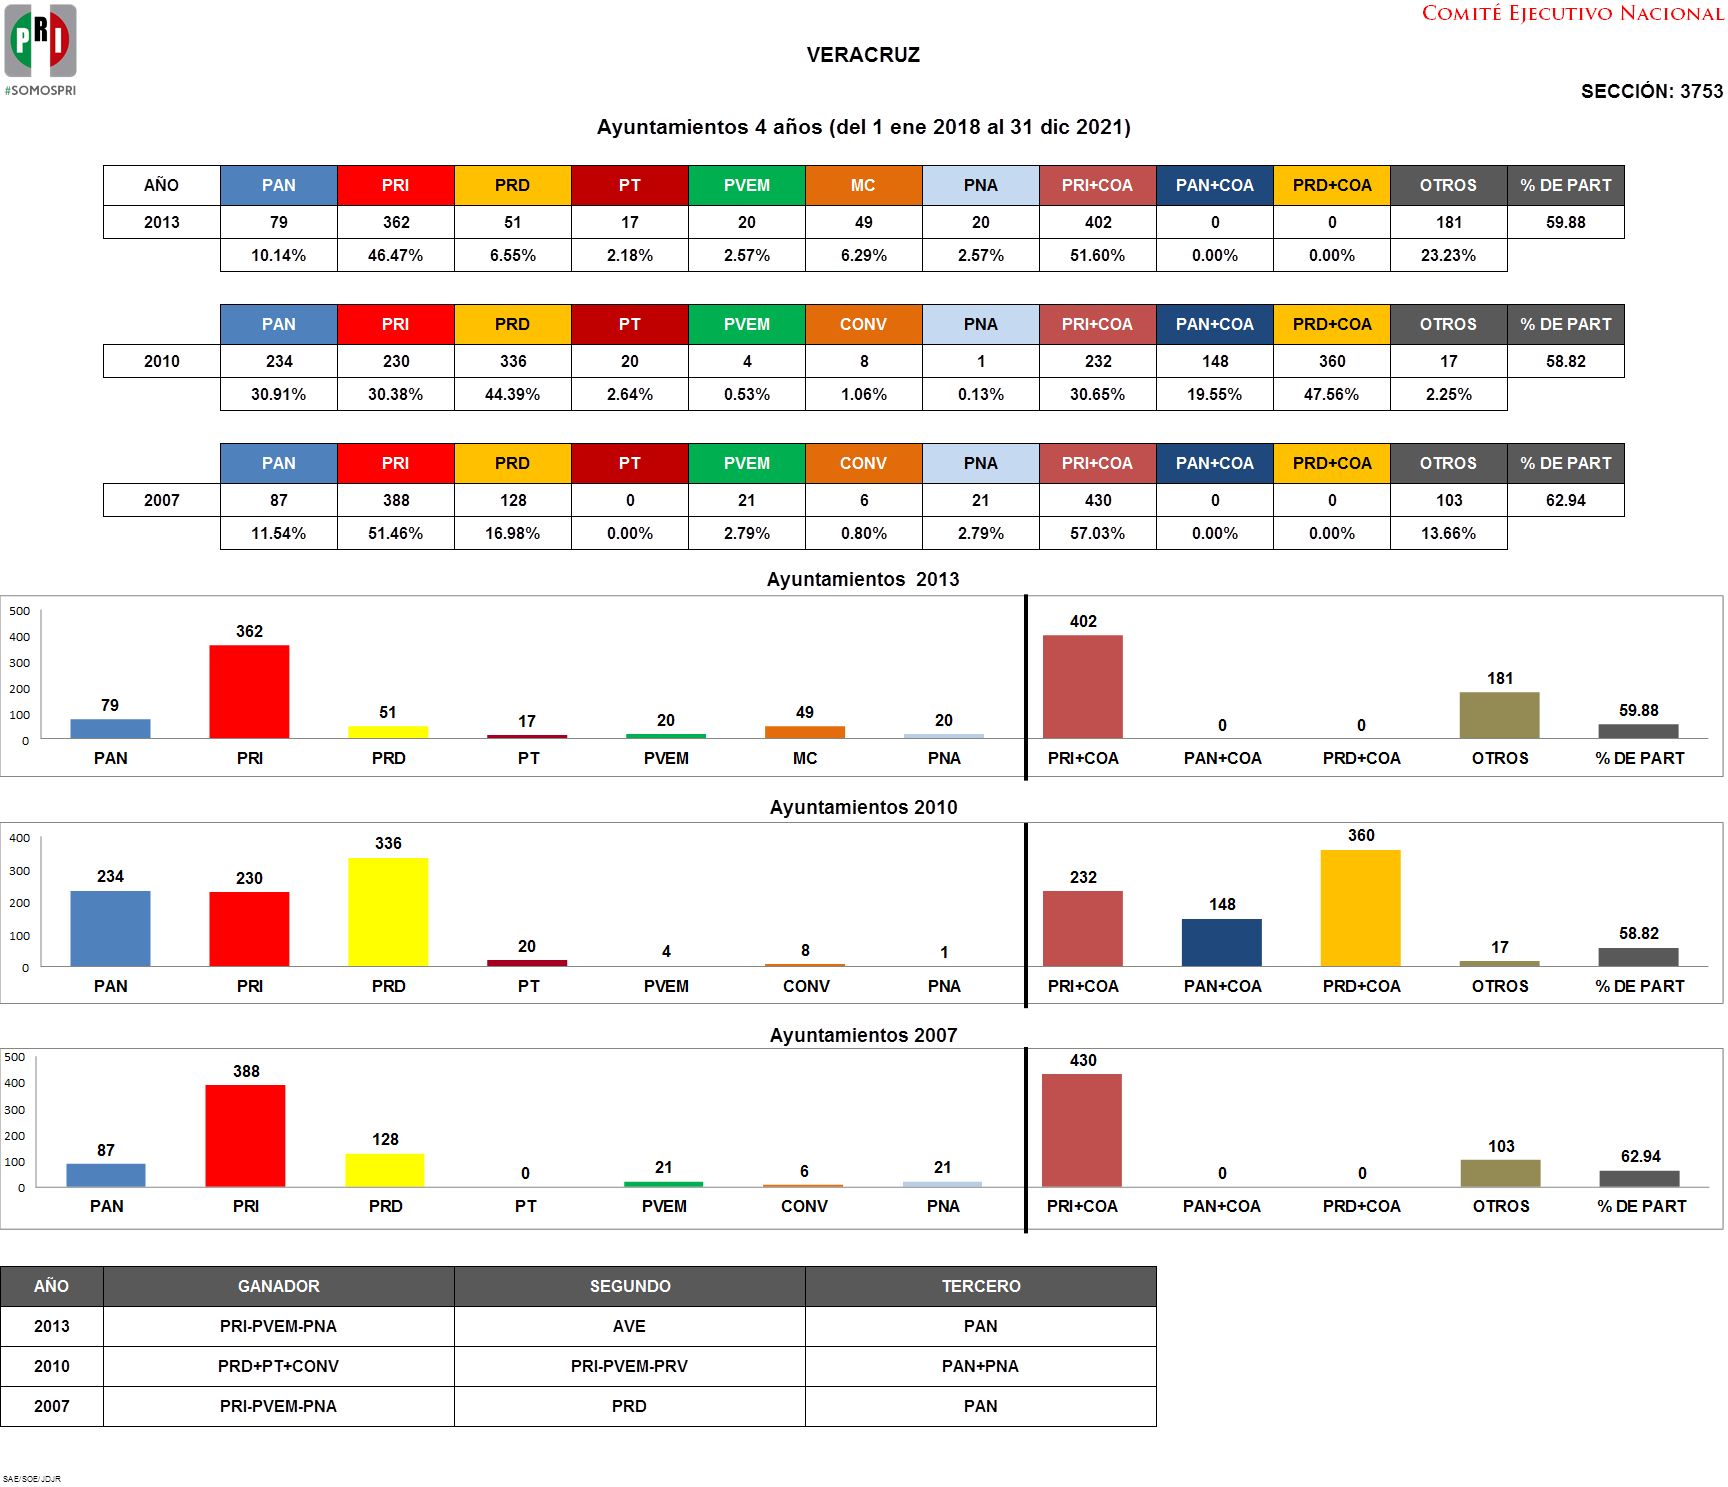 PRI
#SOMOSPRI
COMITÉ EJECUTIVO NACIONAL
VERACRUZ
SECCIÓN: 3753
Ayuntamientos 4 años (del 1 ene 2018 al 31 dic 2021)
AÑO PAN PRI PRD PT PVEM MC PNA PRI+COA PAN+COA PRD+COA OTROS % DE PART
2013 79 362 51 17 20 49 20 402 0 0 181 59.88
10.14% 46.47% 6.55% 2.18% 2.57% 6.29% 2.57% 51.60% 0.00% 0.00% 23.23%
PAN PRI PRD PT PVEM CONV PNA PRI+COA PAN+COA PRD+COA OTROS % DE PART
2010 234 230 336 20 4 8 1 232 148 360 17 58.82
30.91% 30.38% 44.39% 2.64% 0.53% 1.06% 0.13% 30.65% 19.55% 47.56% 2.25%
PAN PRI PRD PT PVEM CONV PNA PRI+COA PAN+COA PRD+COA OTROS % DE PART
2007 87 388 128 0 21 6 21 430 0 0 103 62.94
11.54% 51.46% 16.98% 0.00% 2.79% 0.80% 2.79% 57.03% 0.00% 0.00% 13.66%
Ayuntamientos 2013
500
400
300
200
100
0
79 362 51 17 20 49 20 402 0 0 181 59.88
PAN PRI PRD PT PVEM MC PNA PRI+COA PAN+COA PRD+COA OTROS % DE PART
Ayuntamientos 2010
400
300
200
100
0
234 230 336 20 4 8 1 232 148 360 17 58.82
PAN PRI PRD PT PVEM CONV PNA PRI+COA PAN+COA PRD+COA OTROS % DE PART
Ayuntamientos 2007
500
400
300
200
100
0
87 388 128 0 21 6 21 430 0 0 103 62.94
PAN PRI PRD PT PVEM CONV PNA PRI+COA PAN+COA PRD+COA OTROS % DE PART
AÑO GANADOR SEGUNDO TERCERO
2013 PRI-PVEM-PNA AVE PAN
2010 PRD+PT+CONV PRI-PVEM-PRV PAN+PNA
2007 PRI-PVEM-PNA PRD PAN
SAE/SOE/JDJR